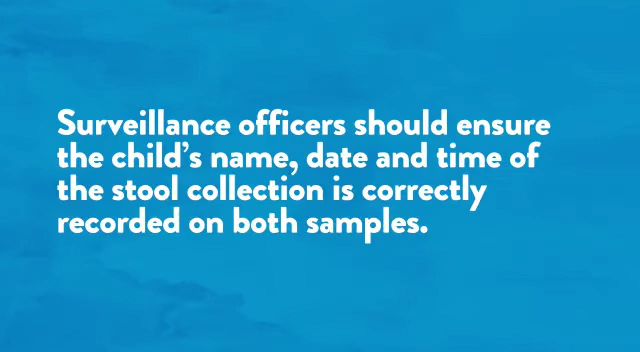 Surveillance officers should ensure
the child’s name, date and time of
the stool collection is correctly
recorded on both samples.